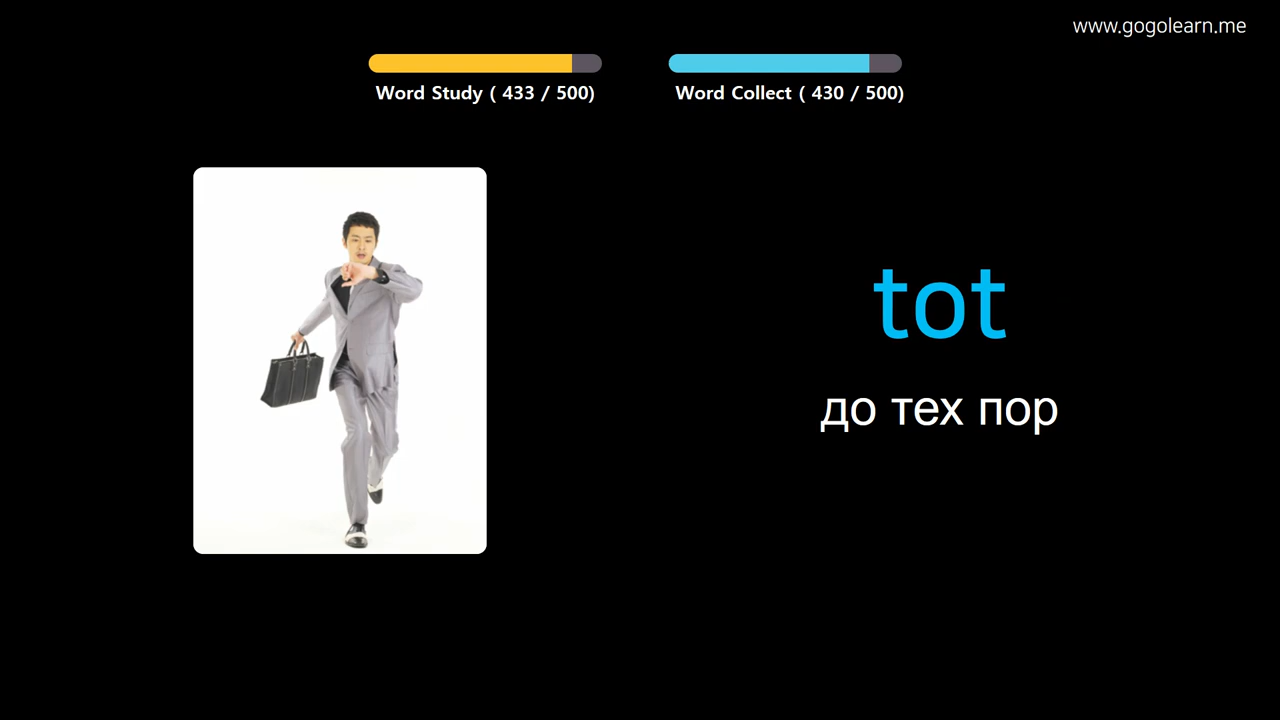 www.gogolearn.me
Word Study ( 433 / 500)
Word Collect ( 430 / 500)
tot
до тех пор